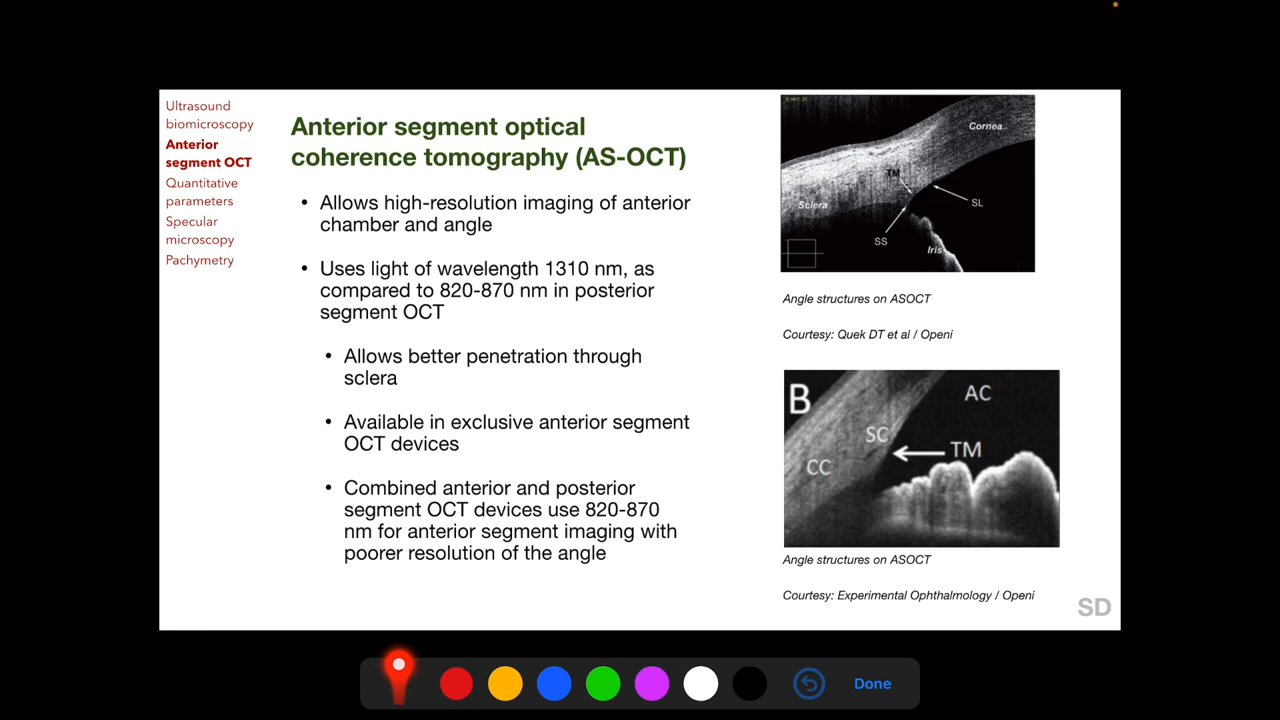 Ultrasound
biomicroscopy
Anterior
segment OCT
Quantitative
parameters
Specular
microscopy
Pachymetry
Anterior segment optical
coherence tomography (AS-OCT)
• Allows high-resolution imaging of anterior
chamber and angle
• Uses light of wavelength 1310 nm, as
compared to 820-870 nm in posterior
segment OCT
• Allows better penetration through
sclera
• Available in exclusive anterior segment
OCT devices
• Combined anterior and posterior
segment OCT devices use 820-870
nm for anterior segment imaging with
poorer resolution of the angle
Cornea
TM
Sclera
SL
SS
Iris
Angle structures on ASOCT
Courtesy: Quek DT et al / Openi
B
AC
SC
TM
CC
Angle structures on ASOCT
Courtesy: Experimental Ophthalmology / Openi
SD
Done